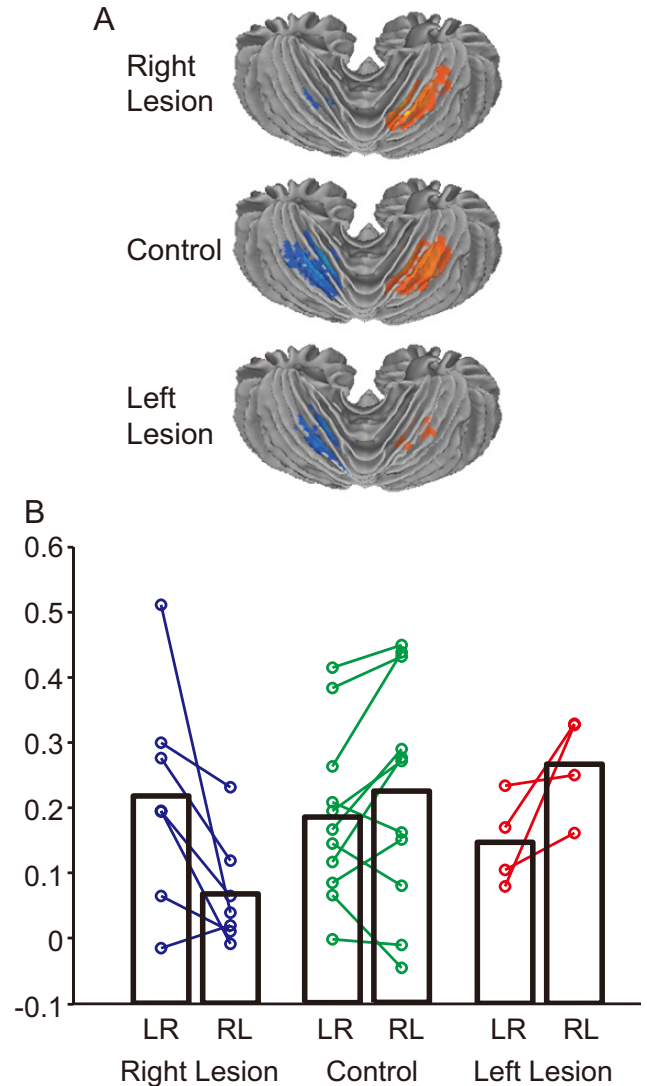 A
Right
Lesion
Control
Left
Lesion
B
0.6
0.5
0.4
0.3
0.2
0.1
0
-0.1
LR RL LR RL LR RL
Right Lesion Control Left Lesion